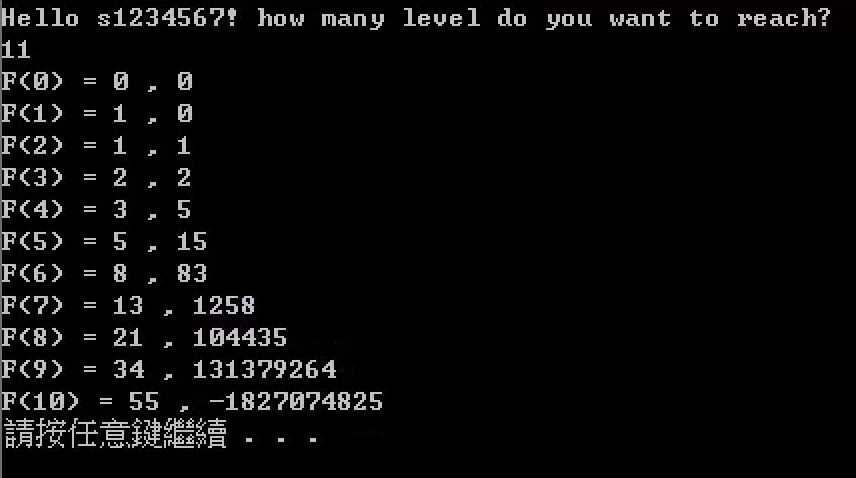 Hello s1234567! how many level do you want to reach?
11
F(0) = 0 , 0
F(1) = 1 , 0
F(2) = 1 , 1
F(3) = 2 , 2
F(4) = 3 , 5
F(5) = 5 , 15
F(6) = 8 , 83
F(7) = 13 , 1258
F(8) = 21 , 104435
F(9) = 34 , 131379264
F(10) = 55 , -1827074825
請按任意鍵繼續 . . .